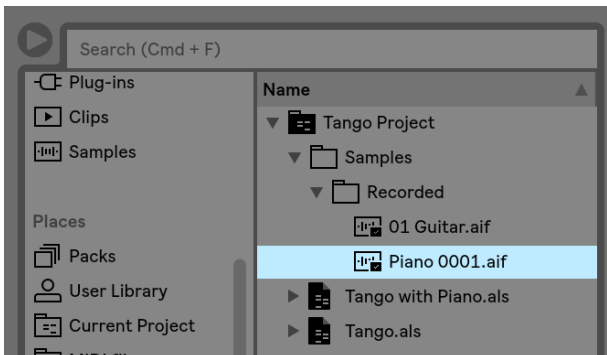 Search (Cmd + F)
Plug-ins
Clips
Samples
Places
Packs
User Library
Current Project
Name
Tango Project
Samples
Recorded
01 Guitar.aif
Piano 0001.aif
Tango with Piano.als
Tango.als